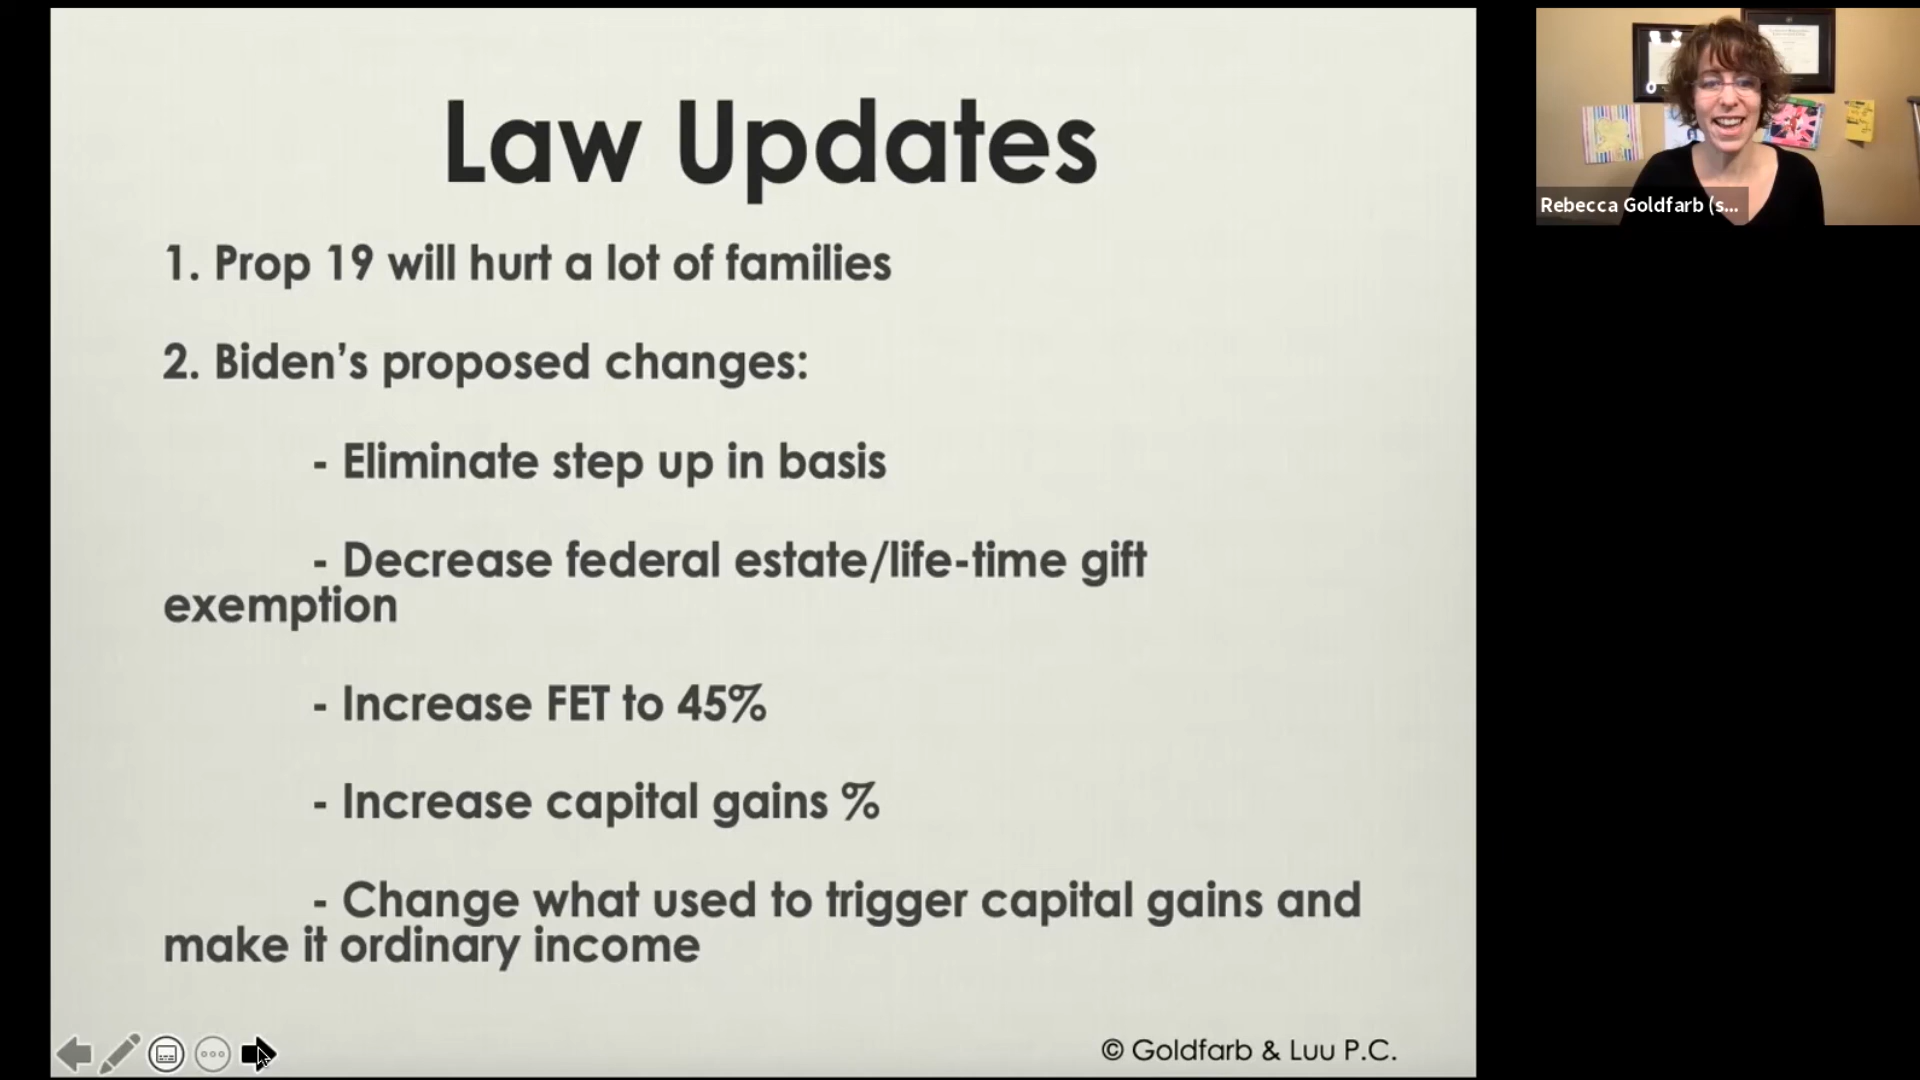 Law Updates
1. Prop 19 will hurt a lot of families
2. Biden’s proposed changes:
- Eliminate step up in basis
- Decrease federal estate/life-time gift
exemption
- Increase FET to 45%
- Increase capital gains %
- Change what used to trigger capital gains and
make it ordinary income
© Goldfarb & Luu P.C.
Rebecca Goldfarb (s...